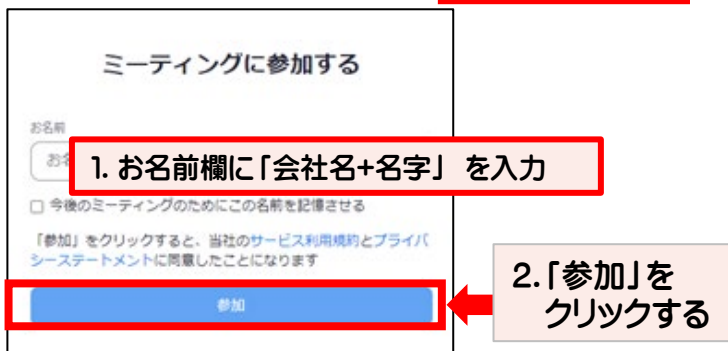 ミーティングに参加する
お名前
お名
1. お名前欄に「会社名+名字」 を入力
今後のミーティングのためにこの名前を記憶させる
「参加」をクリックすると、当社のサービス利用規約とプライバ
シーステートメントに同意したことになります
参加
2.「参加」を
クリックする